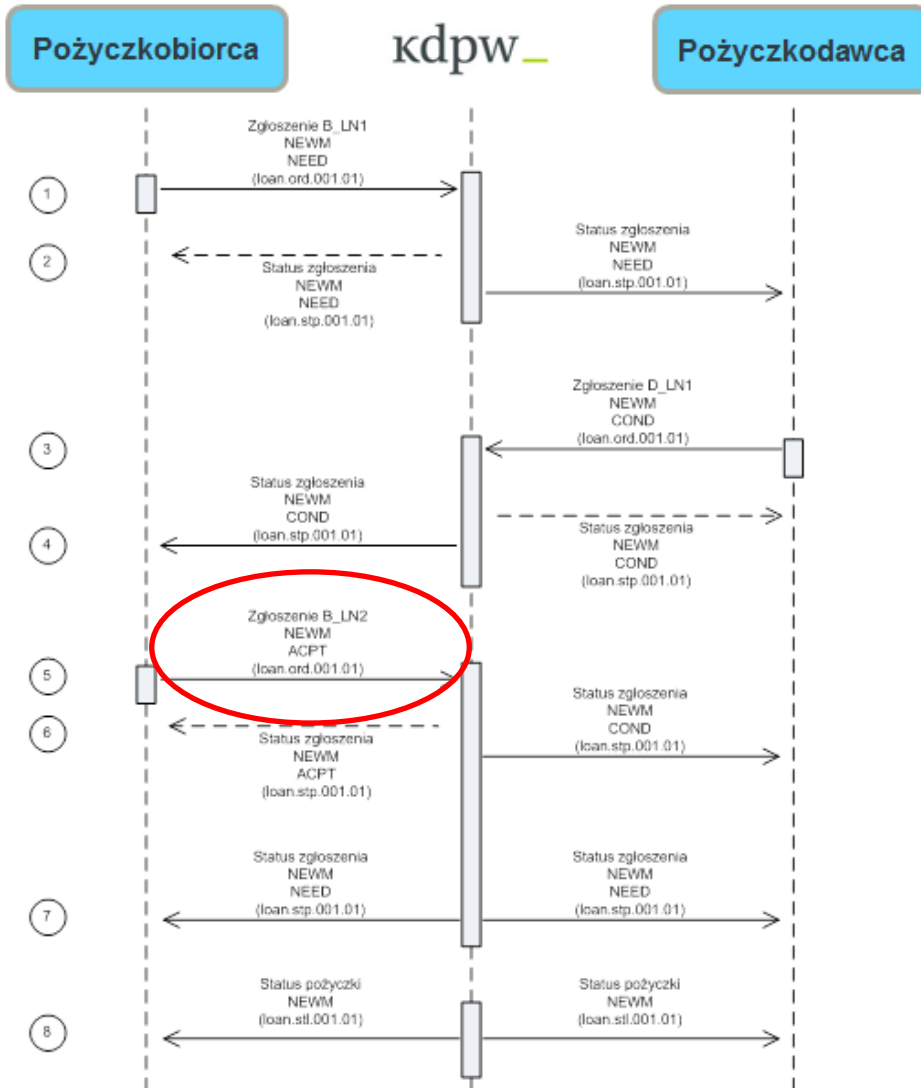 Pożyczkobiorca
kdpw_
Pożyczkodawca
Zgłoszenie B_LN1
NEWM
NEED
(loan.ord.001.01)
1
2
Status zgłoszenia
NEWM
NEED
(loan.stp.001.01)
Status zgłoszenia
NEWM
NEED
(loan.stp.001.01)
Zgłoszenie D_LN1
NEWM
COND
(loan.ord.001.01)
3
Status zgłoszenia
NEWM
COND
(loan.stp.001.01)
4
Status zgłoszenia
NEWM
COND
(loan.stp.001.01)
Zgłoszenie B_LN2
NEWM
ACPT
(loan.ord.001.01)
5
6
Status zgłoszenia
NEWM
ACPT
(loan.stp.001.01)
Status zgłoszenia
NEWM
COND
(loan.stp.001.01)
Status zgłoszenia
NEWM
NEED
(loan.stp.001.01)
Status zgłoszenia
NEWM
NEED
(loan.stp.001.01)
7
Status pożyczki
NEWM
(loan.stl.001.01)
Status pożyczki
NEWM
(loan.stl.001.01)
8